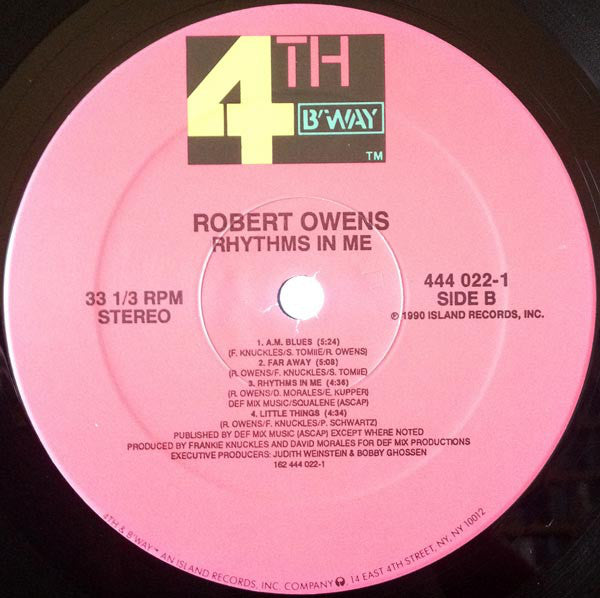 4TH
B'WAY
TM
ROBERT OWENS
RHYTHMS IN ME
33 1/3 RPM
STEREO
444 022-1
SIDE B
℗ 1990 ISLAND RECORDS, INC.
1. A.M. BLUES (5:24)
(F. KNUCKLES/S. TOMIIE/R. OWENS)
2. FAR AWAY (5:08)
(R. OWENS/F. KNUCKLES/S. TOMIIE)
3. RHYTHMS IN ME (4:36)
(R. OWENS/D. MORALES/E. KUPPER)
DEF MIX MUSIC/SQUALENE (ASCAP)
4. LITTLE THINGS (4:34)
(R. OWENS/F. KNUCKLES/P. SCHWARTZ)
PUBLISHED BY DEF MIX MUSIC (ASCAP) EXCEPT WHERE NOTED
PRODUCED BY FRANKIE KNUCKLES AND DAVID MORALES FOR DEF MIX PRODUCTIONS
EXECUTIVE PRODUCERS: JUDITH WEINSTEIN & BOBBY GHOSSEN
162 444 022-1
4TH & B'WAY™ AN ISLAND RECORDS, INC. COMPANY, 14 EAST 4TH STREET, NY, NY 10012